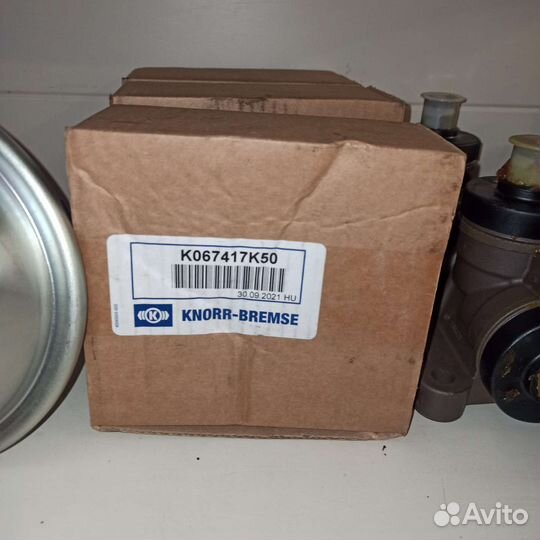 K067417K50
30.09.2021 HU
KNORR-BREMSE
Avito